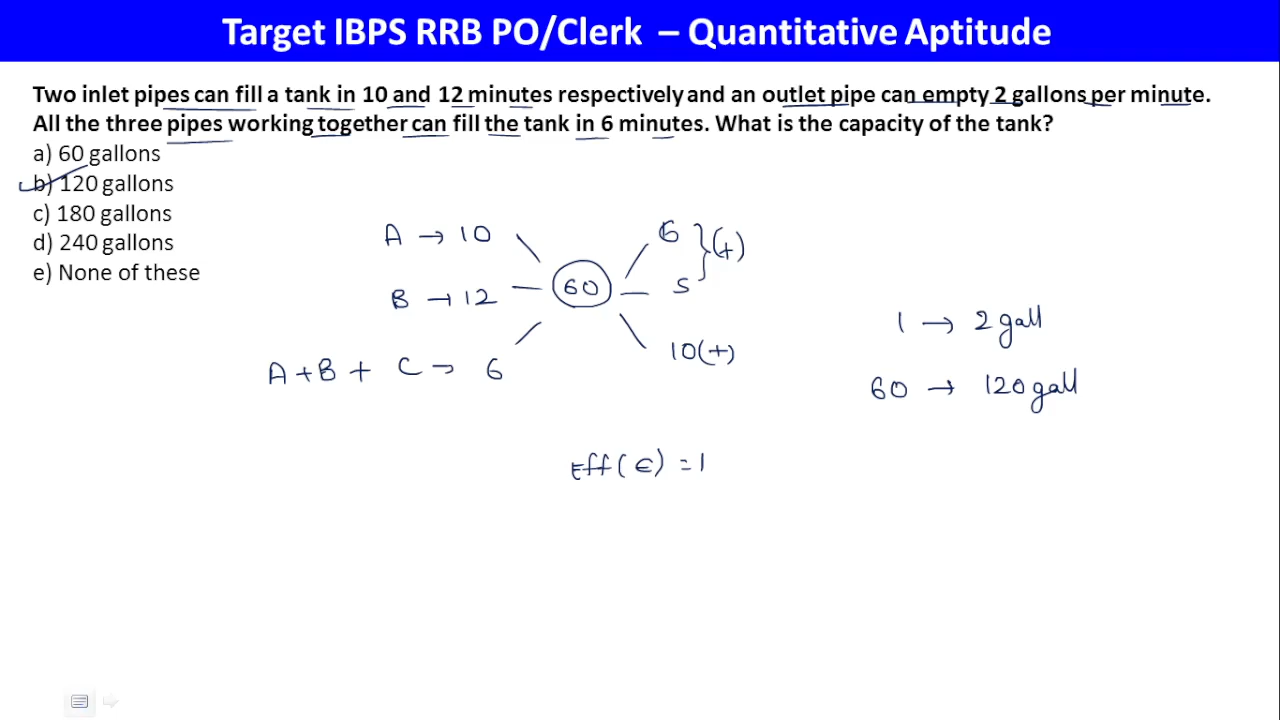 Target IBPS RRB PO/Clerk – Quantitative Aptitude
Two inlet pipes can fill a tank in 10 and 12 minutes respectively and an outlet pipe can empty 2 gallons per minute.
All the three pipes working together can fill the tank in 6 minutes. What is the capacity of the tank?
a) 60 gallons
b) 120 gallons
c) 180 gallons
d) 240 gallons
e) None of these
A → 10
6 } (+)
B → 12
60
5
A + B + C → 6
10(+)
1 → 2 gall
60 → 120 gall
Eff( C ) = 1